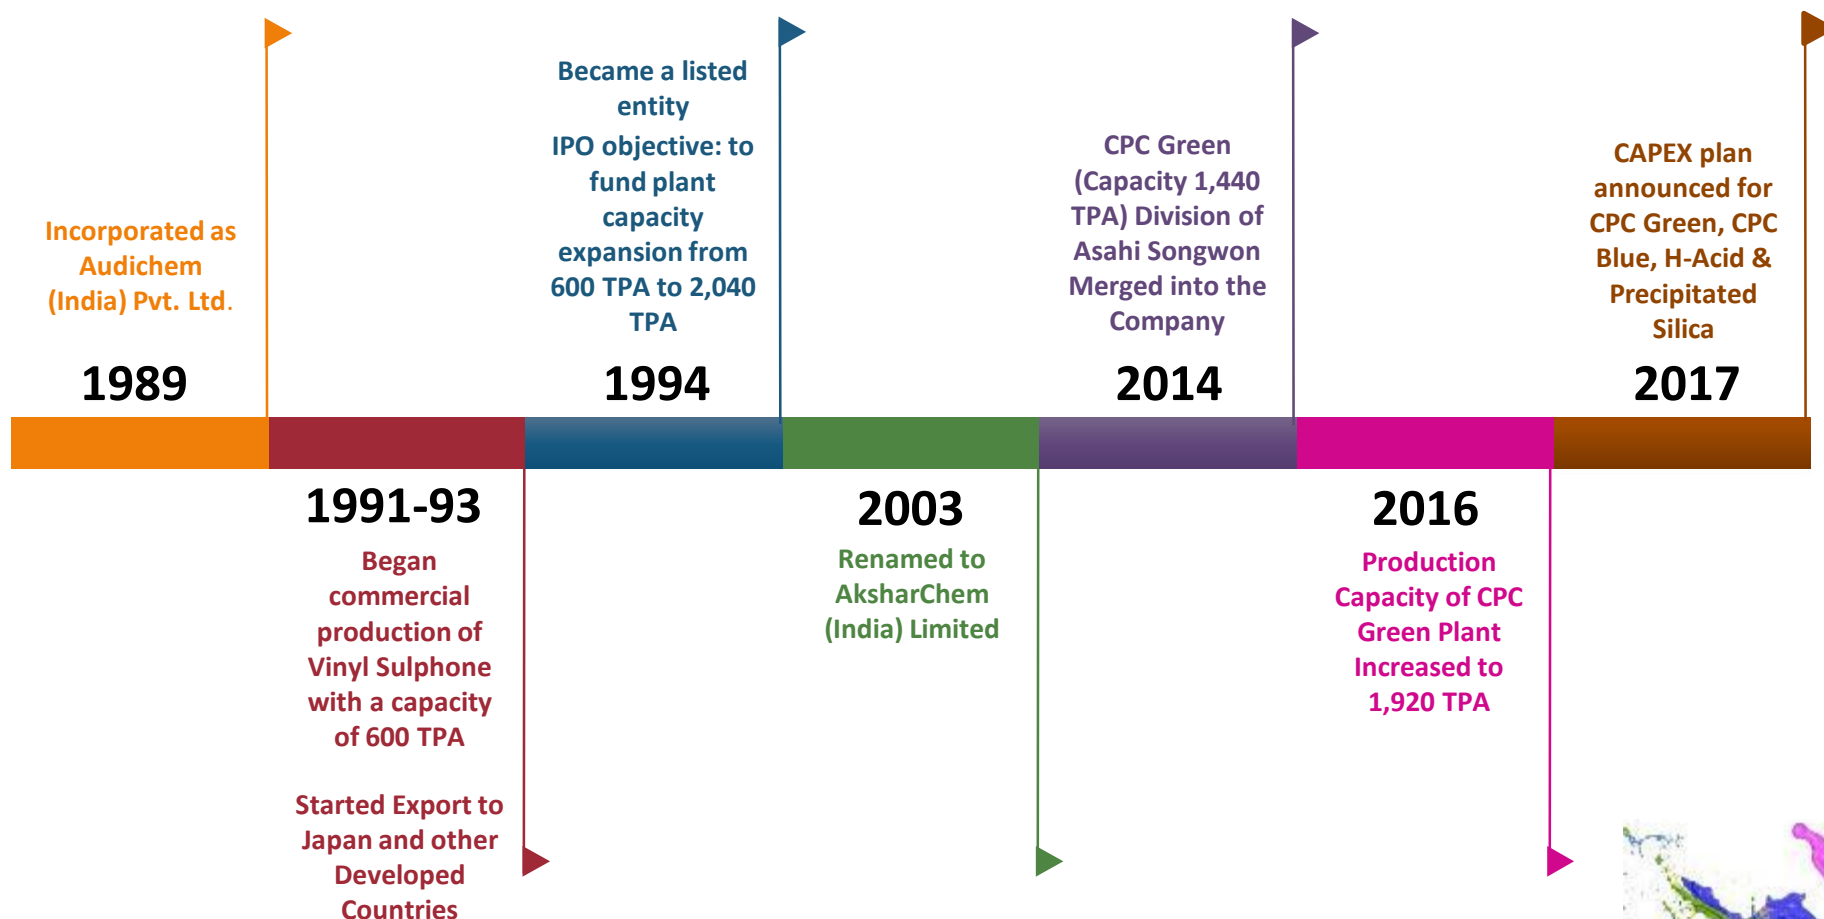 Incorporated as
Audichem
(India) Pvt. Ltd.
1989
1991-93
Began
commercial
production of
Vinyl Sulphone
with a capacity
of 600 TPA
Started Export to
Japan and other
Developed
Countries
Became a listed
entity
IPO objective: to
fund plant
capacity
expansion from
600 TPA to 2,040
TPA
1994
2003
Renamed to
AksharChem
(India) Limited
CPC Green
(Capacity 1,440
TPA) Division of
Asahi Songwon
Merged into the
Company
2014
2016
Production
Capacity of CPC
Green Plant
Increased to
1,920 TPA
CAPEX plan
announced for
CPC Green, CPC
Blue, H-Acid &
Precipitated
Silica
2017